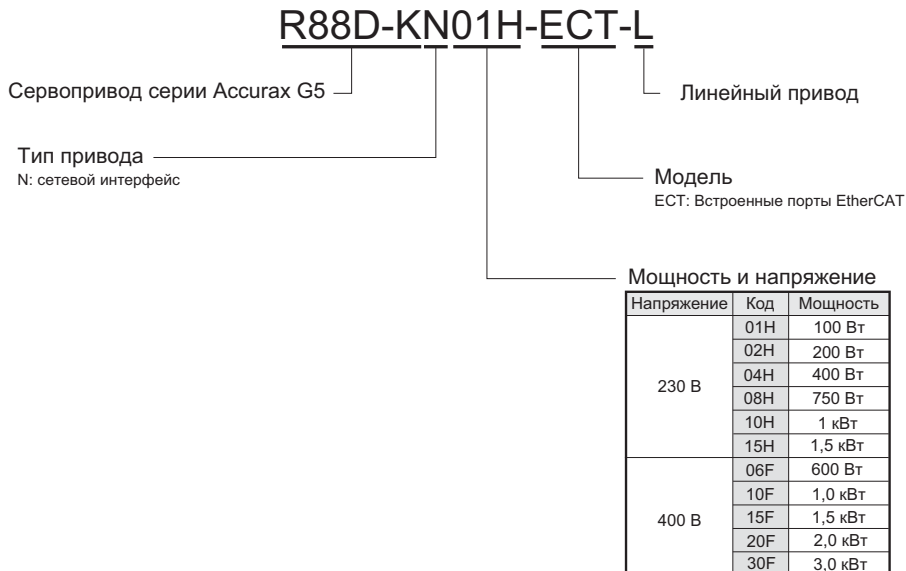 R88D-KN01H-ECT-L
Сервопривод серии Accurax G5
Линейный привод
Тип привода
N: сетевой интерфейс
Модель
ECT: Встроенные порты EtherCAT
Мощность и напряжение
Напряжение Код Мощность
230 В
01H 100 Вт
02H 200 Вт
04H 400 Вт
08H 750 Вт
10H 1 кВт
15H 1,5 кВт
400 В
06F 600 Вт
10F 1,0 кВт
15F 1,5 кВт
20F 2,0 кВт
30F 3,0 кВт